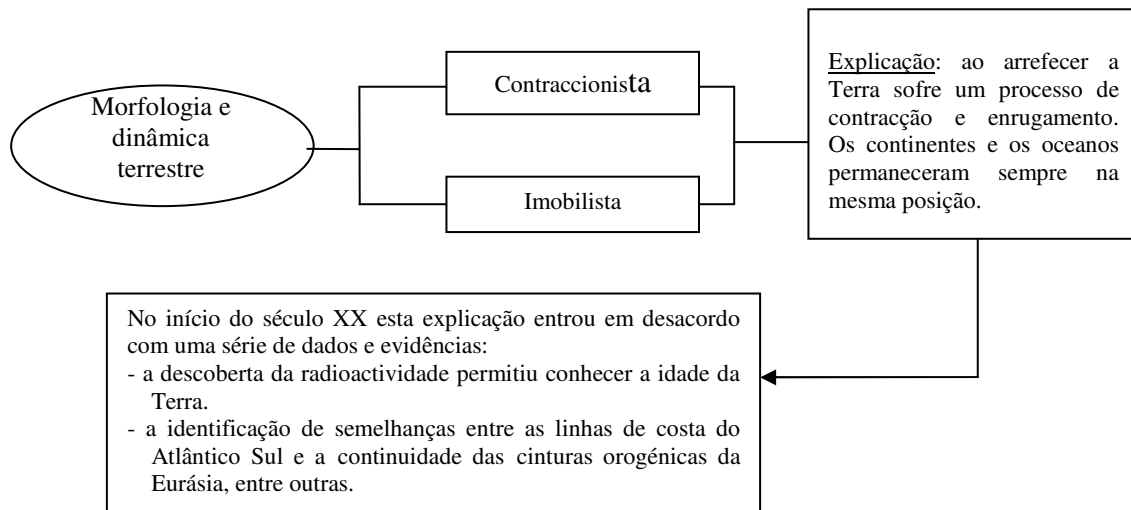 Morfologia e
dinâmica
terrestre
Contraccionista
Imobilista
Explicação: ao arrefecer a
Terra sofre um processo de
contracção e enrugamento.
Os continentes e os oceanos
permaneceram sempre na
mesma posição.
No início do século XX esta explicação entrou em desacordo
com uma série de dados e evidências:
- a descoberta da radioactividade permitiu conhecer a idade da
Terra.
- a identificação de semelhanças entre as linhas de costa do
Atlântico Sul e a continuidade das cinturas orogénicas da
Eurásia, entre outras.